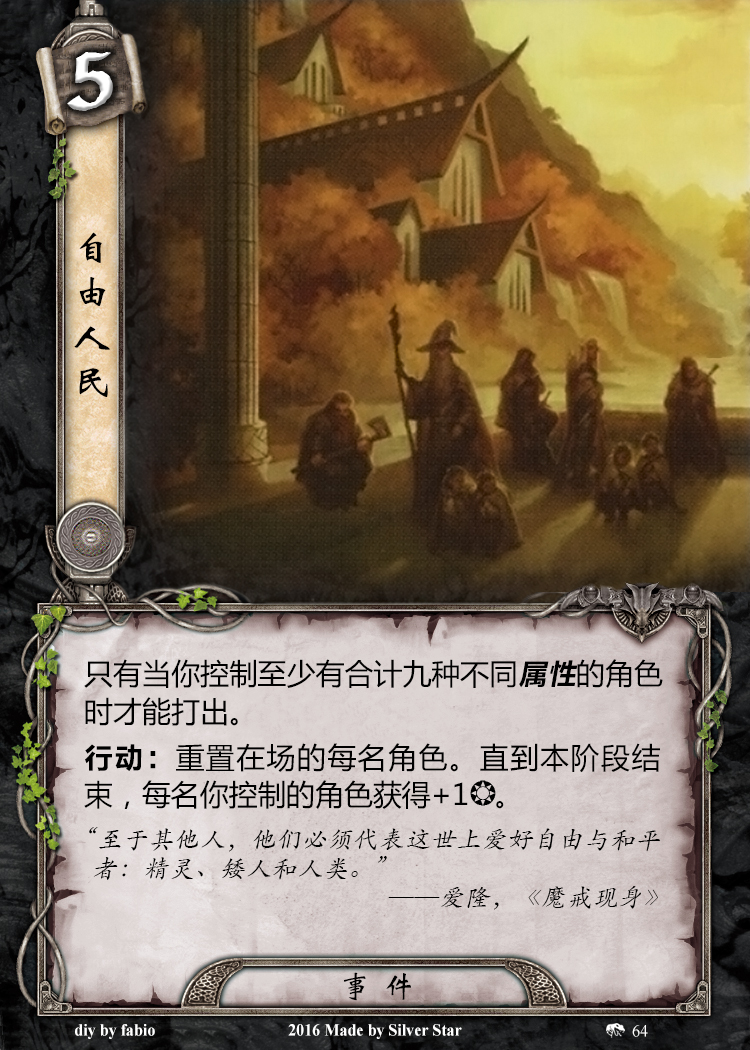 5
自由人民
只有当你控制至少有合计九种不同属性的角色
时才能打出。
行动：重置在场的每名角色。直到本阶段结
束，每名你控制的角色获得+1。
“至于其他人，他们必须代表这世上爱好自由与和平
者：精灵、矮人和人类。”
——爱隆，《魔戒现身》
事件
diy by fabio 2016 Made by Silver Star 64